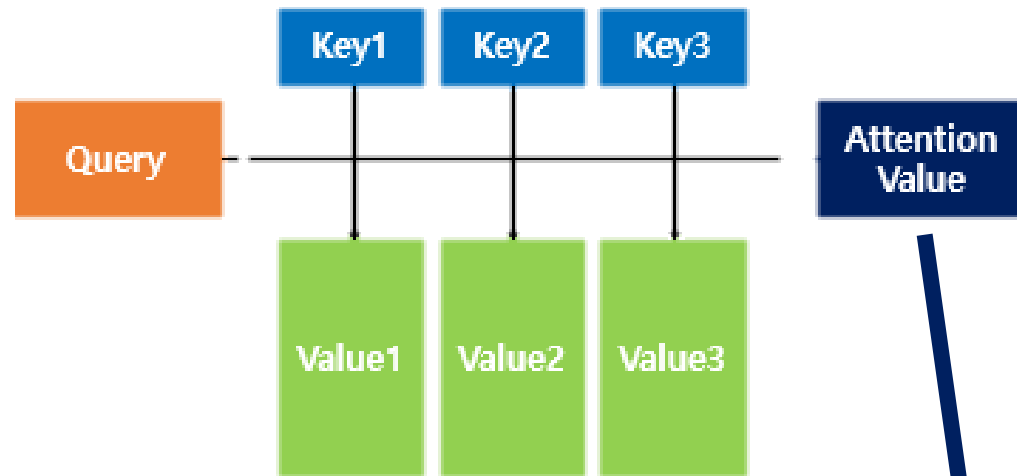 Key1
Key2
Key3
Query
Attention
Value
Value1
Value2
Value3